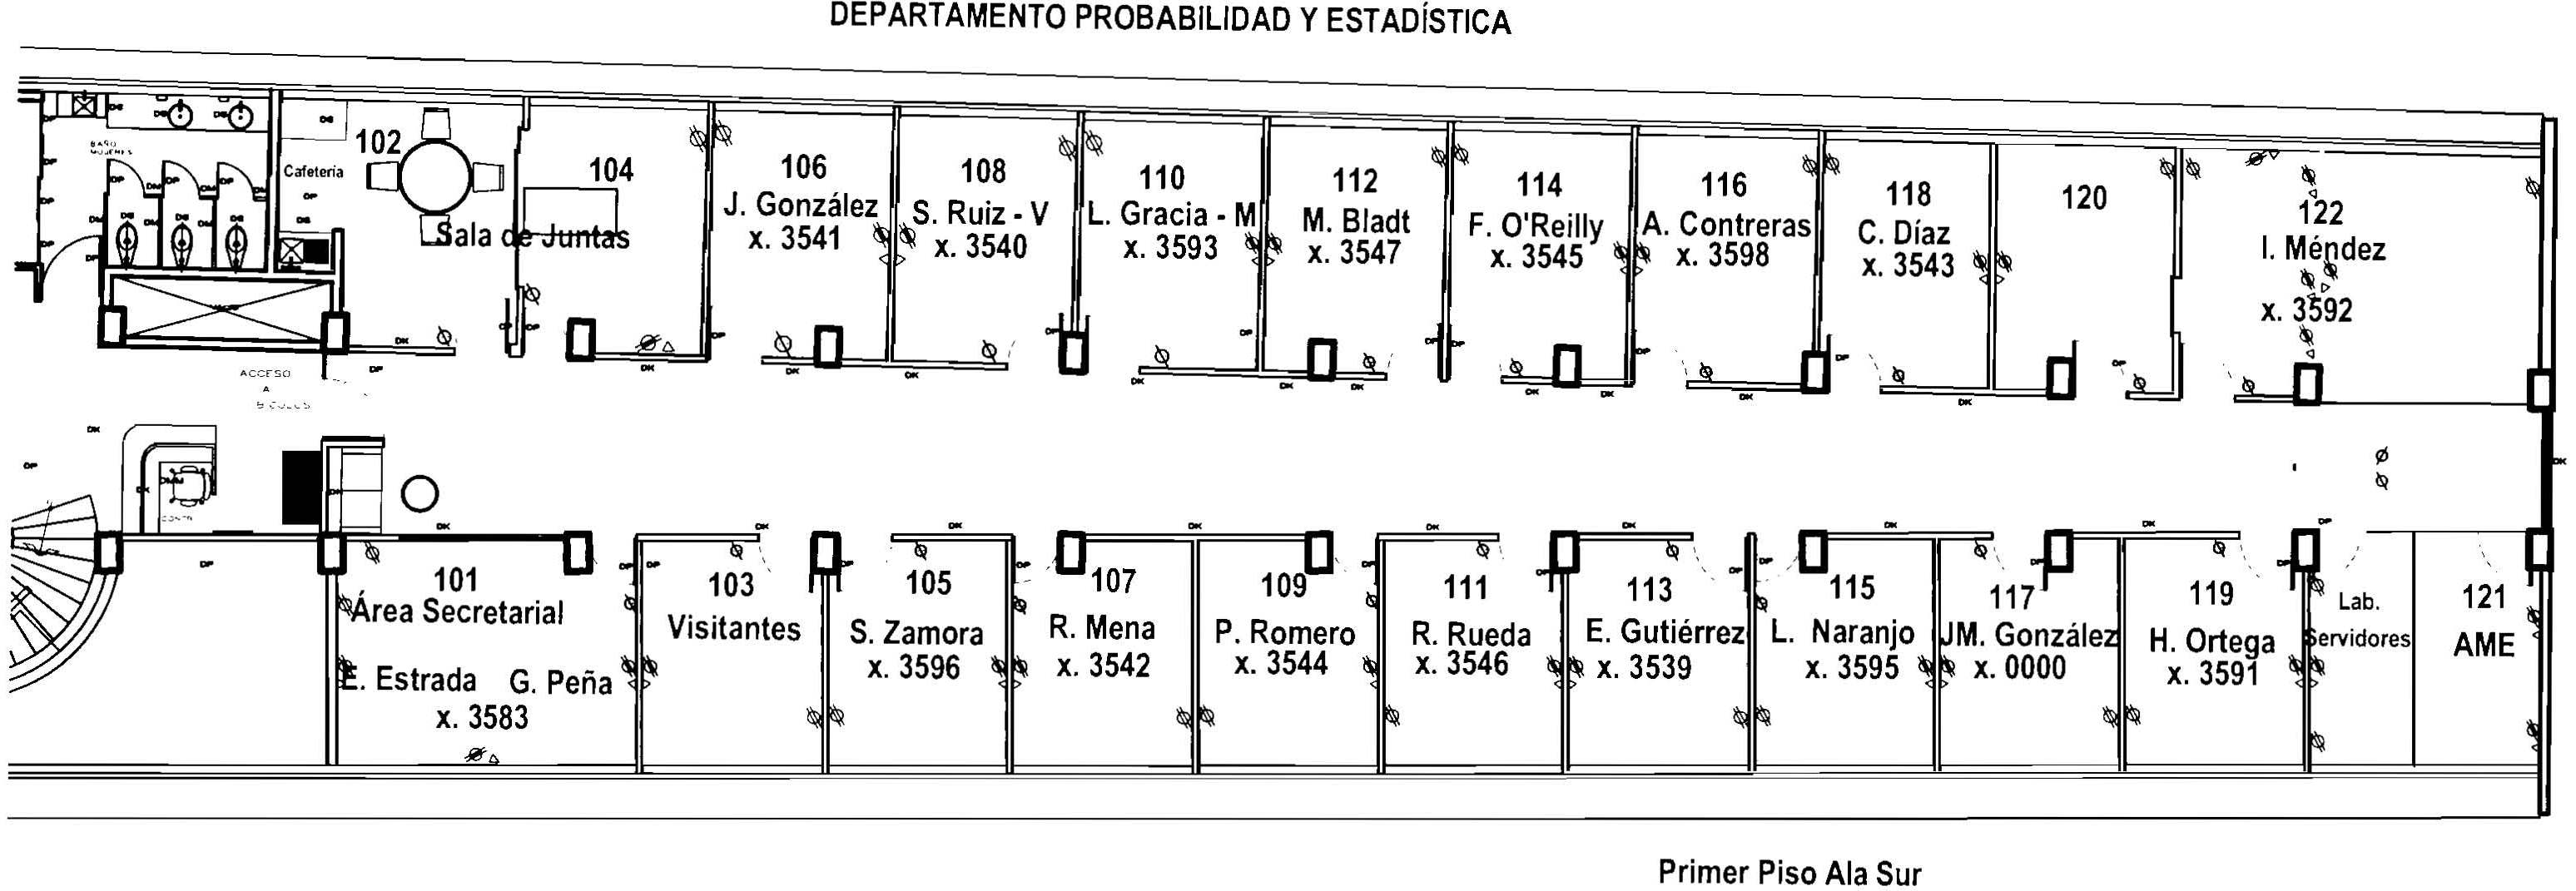 DEPARTAMENTO PROBABILIDAD Y ESTADÍSTICA
BAÑO
MUJERES
Cafetería
102
104
Sala de Juntas
106
J. González
x. 3541
108
S. Ruiz - V
x. 3540
110
L. Gracia - M
x. 3593
112
M. Bladt
x. 3547
114
F. O'Reilly
x. 3545
116
A. Contreras
x. 3598
118
C. Díaz
x. 3543
120
122
I. Méndez
x. 3592
ACCESO
A
101
Área Secretarial
E. Estrada G. Peña
x. 3583
103
Visitantes
105
S. Zamora
x. 3596
107
R. Mena
x. 3542
109
P. Romero
x. 3544
111
R. Rueda
x. 3546
113
E. Gutiérrez
x. 3539
115
L. Naranjo
x. 3595
117
JM. González
x. 0000
119
H. Ortega
x. 3591
Lab.
Servidores
121
AME
Primer Piso Ala Sur